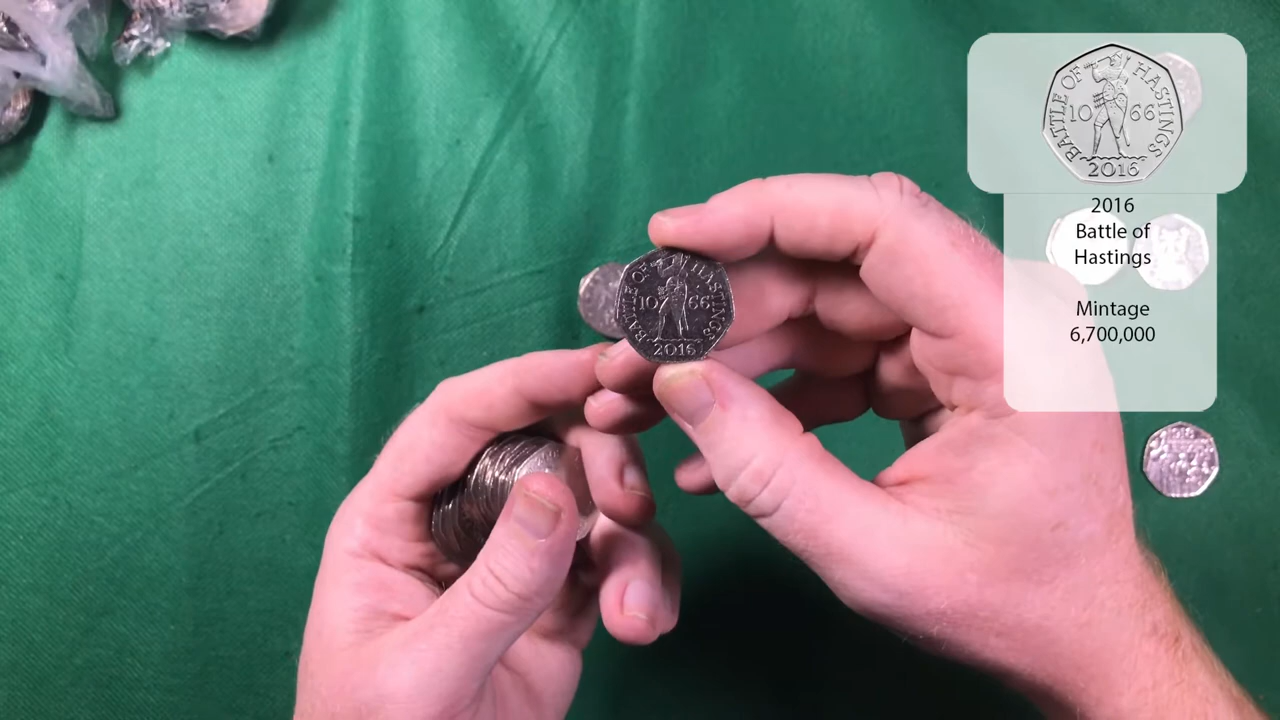 BATTLE OF HASTINGS
10 66
2016
BATTLE OF HASTINGS
10 66
2016
2016
Battle of
Hastings
Mintage
6,700,000